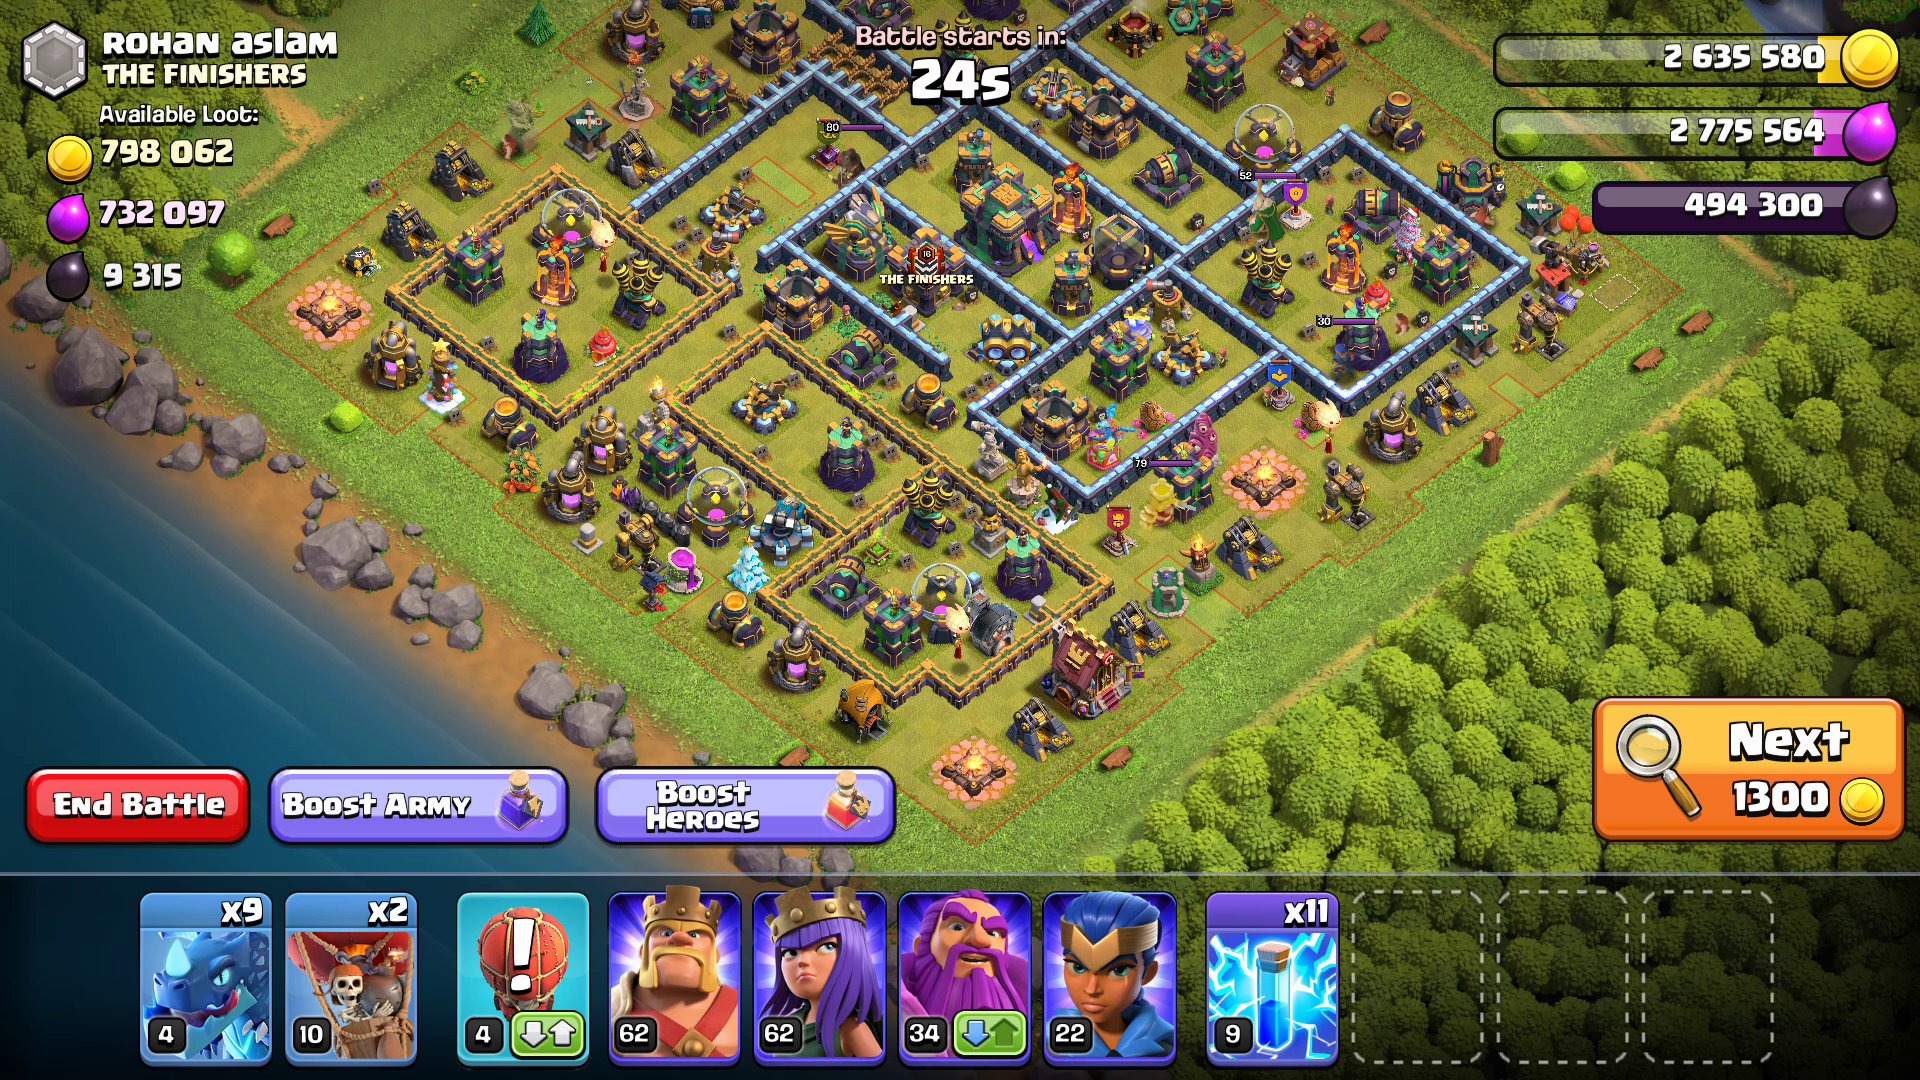 ROHAN aslaM
THE FINISHERS
Available Loot:
798 062
732 097
9 315
Battle starts in:
24s
2 635 580
2 775 564
494 300
80
52
16
THE FINISHERS
30
79
Next
1300
End Battle
Boost Army
Boost
Heroes
x9
4
x2
10
4
62
62
34
22
x11
9